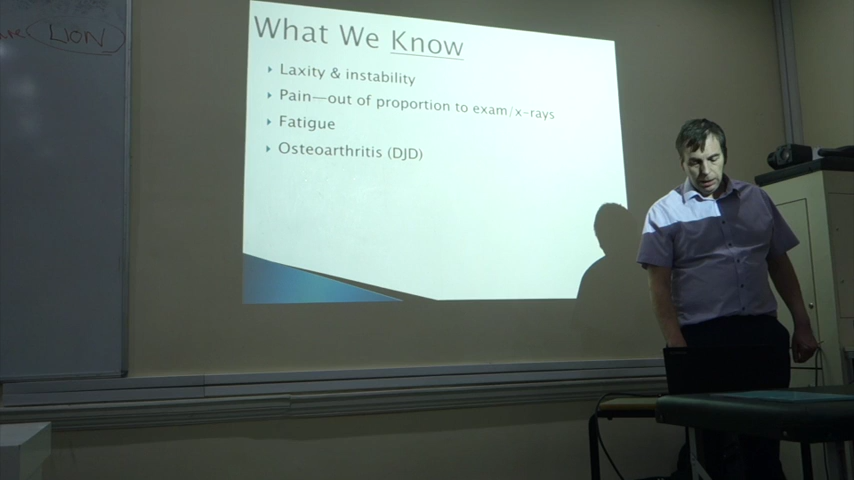 LION
What We Know
Laxity & instability
Pain—out of proportion to exam/x-rays
Fatigue
Osteoarthritis (DJD)